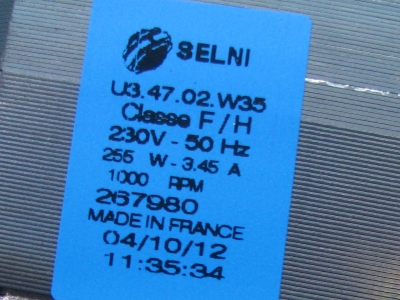 SELNI
U3.47.02.W35
Classe F/H
230V - 50 Hz
255 W - 3.45 A
1000 RPM
267980
MADE IN FRANCE
04/10/12
11:35:34